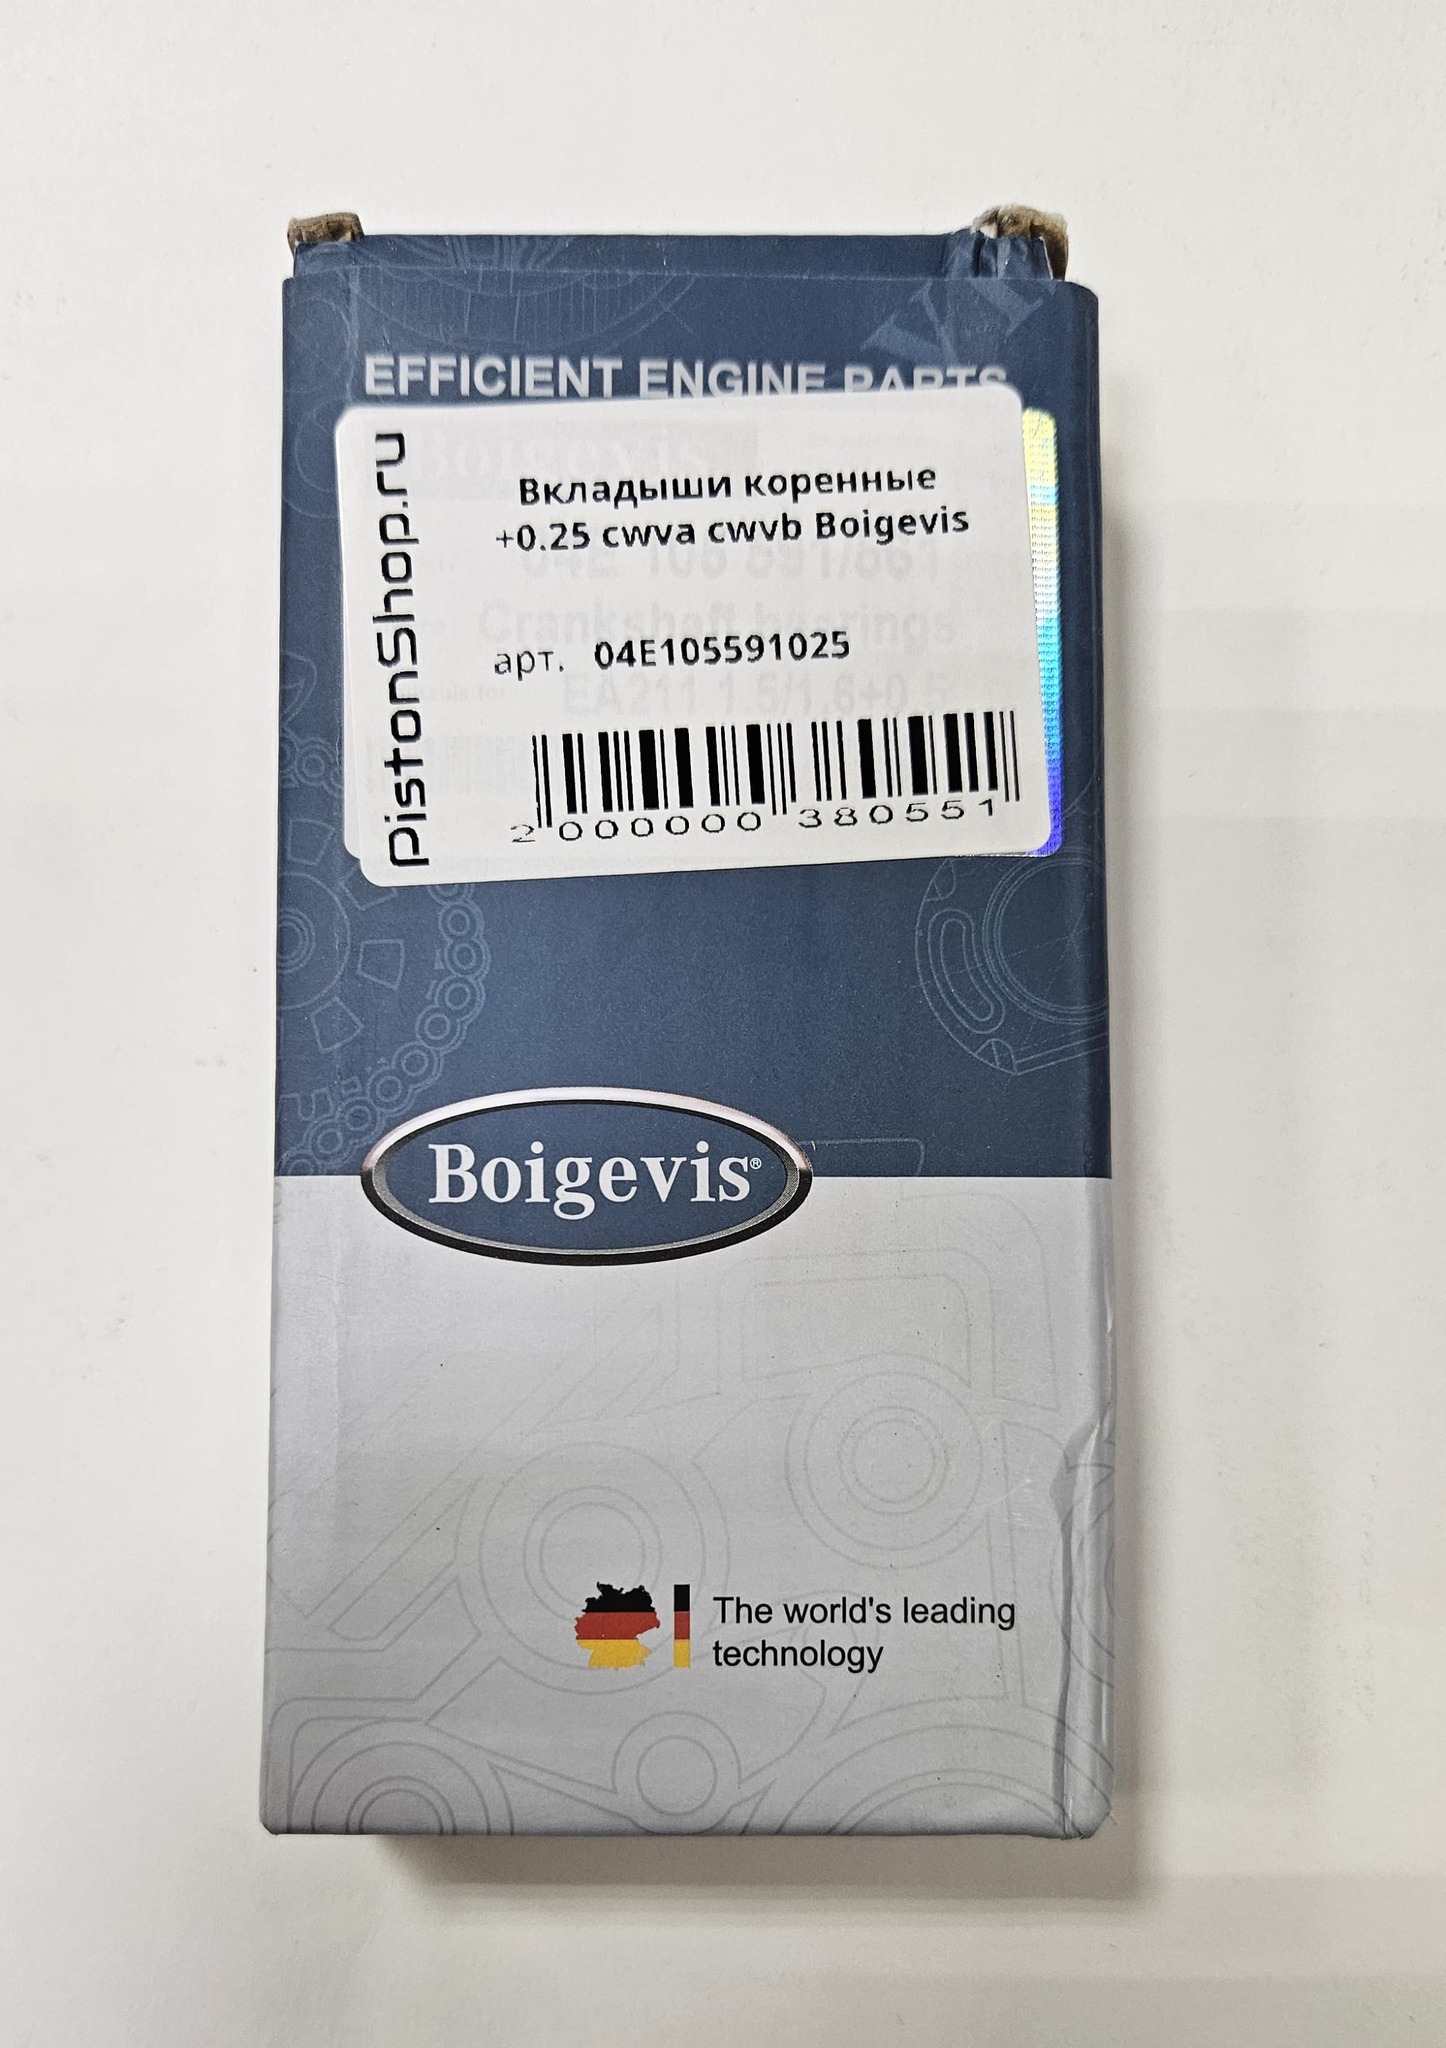 EFFICIENT ENGINE PARTS
PistonShop.ru
Вкладыши коренные
+0.25 cwva cwvb Boigevis
арт. 04E105591025
2 000000 380551
Boigevis®
The world's leading
technology